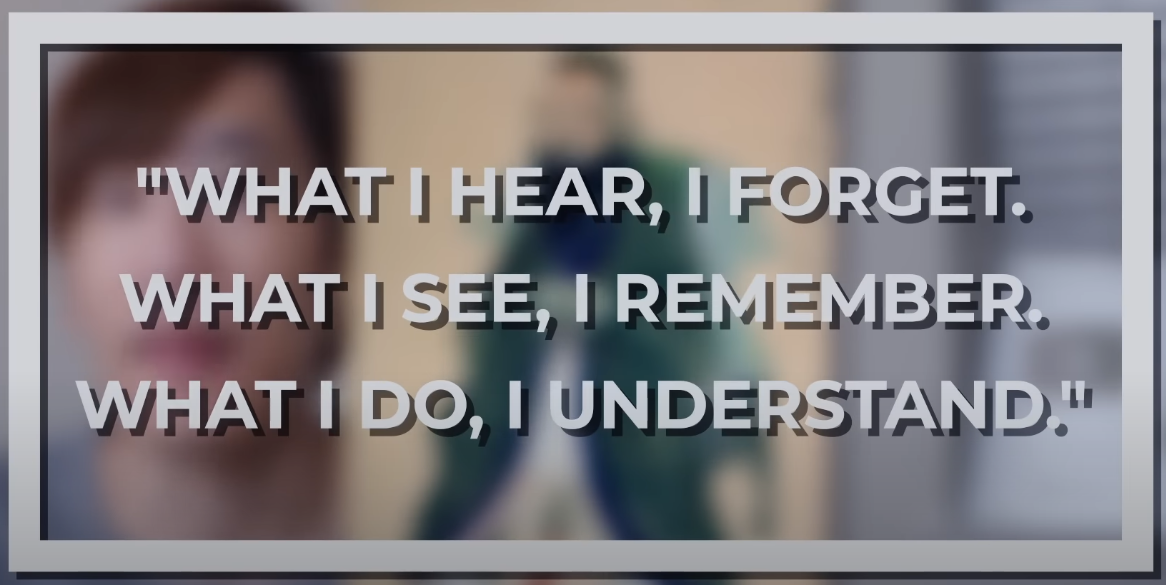 "WHAT I HEAR, I FORGET.
WHAT I SEE, I REMEMBER.
WHAT I DO, I UNDERSTAND."